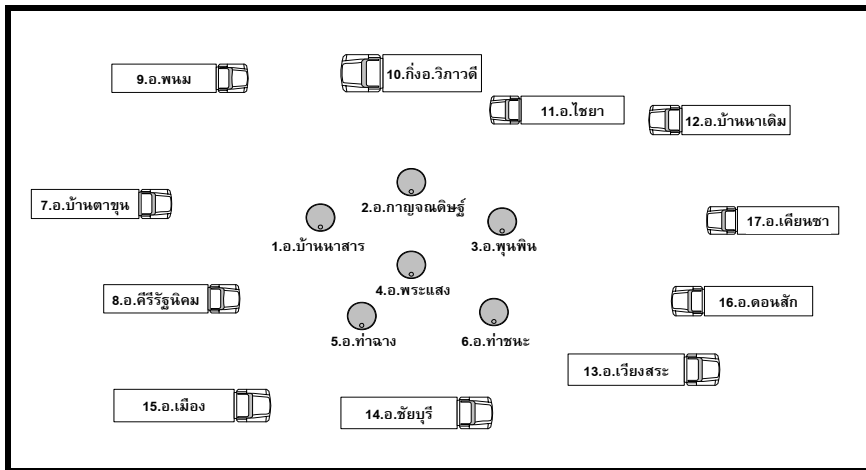 9.อ.พนม
10.กิ่งอ.วิภาวดี
11.อ.ไชยา
12.อ.บ้านนาเดิม
7.อ.บ้านตาขุน
2.อ.กาญจณดิษฐ์
1.อ.บ้านนาสาร
3.อ.พุนพิน
17.อ.เคียนซา
4.อ.พระแสง
8.อ.คีรีรัฐนิคม
16.อ.ดอนสัก
5.อ.ท่าฉาง
6.อ.ท่าชนะ
13.อ.เวียงสระ
15.อ.เมือง
14.อ.ชัยบุรี